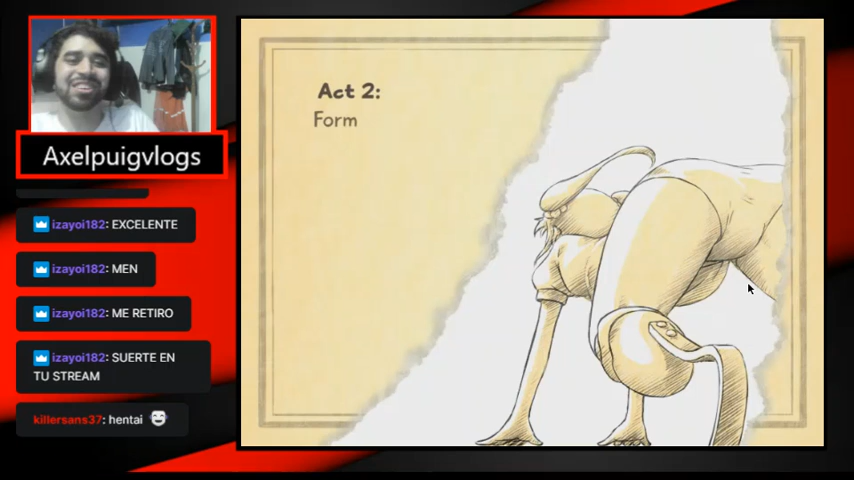 Axelpuigvlogs
izayoi182: EXCELENTE
izayoi182: MEN
izayoi182: ME RETIRO
izayoi182: SUERTE EN
TU STREAM
killersans37: hentai
Act 2:
Form